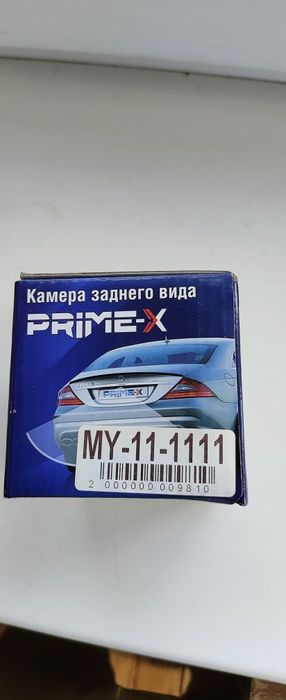 Камера заднего вида
PRIME-X
PRIME-X
MY-11-1111
2 000000 009810